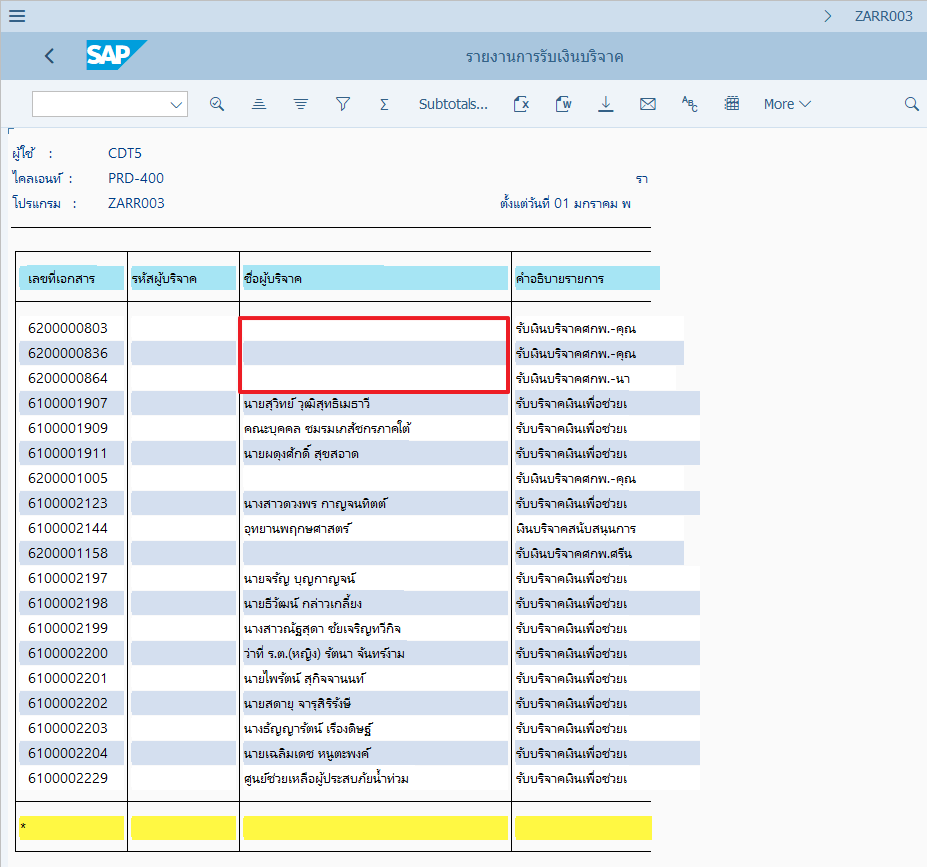 ZARR003
SAP รายงานการรับเงินบริจาค
Subtotals... More
ผู้ใช้ : CDT5
ไคลเอนท์ : PRD-400 รา
โปรแกรม : ZARR003 ตั้งแต่วันที่ 01 มกราคม พ
เลขที่เอกสาร รหัสผู้บริจาค ชื่อผู้บริจาค คำอธิบายรายการ
6200000803 รับเงินบริจาคศกพ.-คุณ
6200000836 รับเงินบริจาคศกพ.-คุณ
6200000864 รับเงินบริจาคศกพ.-นา
6100001907 นายสุวิทย์ วุฒิสุทธิเมธาวี รับบริจาคเงินเพื่อช่วยเ
6100001909 คณะบุคคล ชมรมเภสัชกรภาคใต้ รับบริจาคเงินเพื่อช่วยเ
6100001911 นายผดุงศักดิ์ สุขสอาด รับบริจาคเงินเพื่อช่วยเ
6200001005 รับเงินบริจาคศกพ.-คุณ
6100002123 นางสาวดวงพร กาญจนทิตต์ รับบริจาคเงินเพื่อช่วยเ
6100002144 อุทยานพฤกษศาสตร์ เงินบริจาคสนับสนุนการ
6200001158 รับเงินบริจาคศกพ.ศรีน
6100002197 นายจรัญ บุญกาญจน์ รับบริจาคเงินเพื่อช่วยเ
6100002198 นายธีวัฒน์ กล่าวเกลี้ยง รับบริจาคเงินเพื่อช่วยเ
6100002199 นางสาวณัฐสุดา ชัยเจริญทวีกิจ รับบริจาคเงินเพื่อช่วยเ
6100002200 ว่าที่ ร.ต.(หญิง) รัตนา จันทร์งาม รับบริจาคเงินเพื่อช่วยเ
6100002201 นายไพรัตน์ สุกิจจานนท์ รับบริจาคเงินเพื่อช่วยเ
6100002202 นายสดายุ จารุสิริรังษี รับบริจาคเงินเพื่อช่วยเ
6100002203 นางธัญญารัตน์ เรืองดิษฐ์ รับบริจาคเงินเพื่อช่วยเ
6100002204 นายเฉลิมเดช หนูตะพงค์ รับบริจาคเงินเพื่อช่วยเ
6100002229 ศูนย์ช่วยเหลือผู้ประสบภัยน้ำท่วม รับบริจาคเงินเพื่อช่วยเ
*